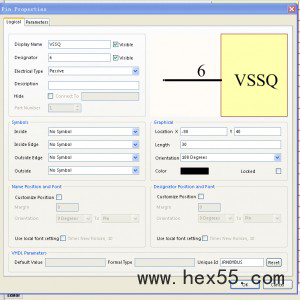 Pin Properties
Logical Parameters
Display Name VSSQ Visible
Designator 6 Visible
Electrical Type Passive
Description
Hide Connect To
Part Number
6
VSSQ
Symbols
Inside No Symbol
Inside Edge No Symbol
Outside Edge No Symbol
Outside No Symbol
Graphical
Location X -80 Y 40
Length 30
Orientation 180 Degrees
Color Locked
Name Position and Font
Customize Position
Margin 0
Orientation 0 Degrees To Pin
Use local font setting Times New Roman, 10
Designator Position and Font
Customize Position
Margin 0
Orientation 0 Degrees To Pin
Use local font setting Times New Roman, 10
VHDL Parameters
Default Value Formal Type Unique Id Reset
www.hex55.com
OK